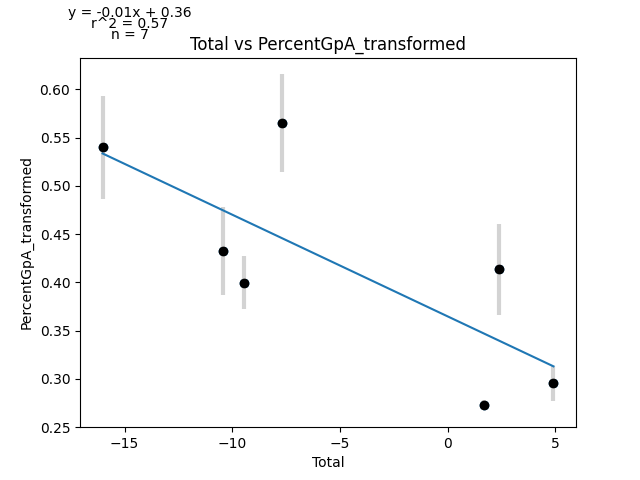 y = -0.01x + 0.36
r^2 = 0.57
n = 7
Total vs PercentGpA_transformed
PercentGpA_transformed
0.60
0.55
0.50
0.45
0.40
0.35
0.30
0.25
−15
−10
−5
0
5
Total